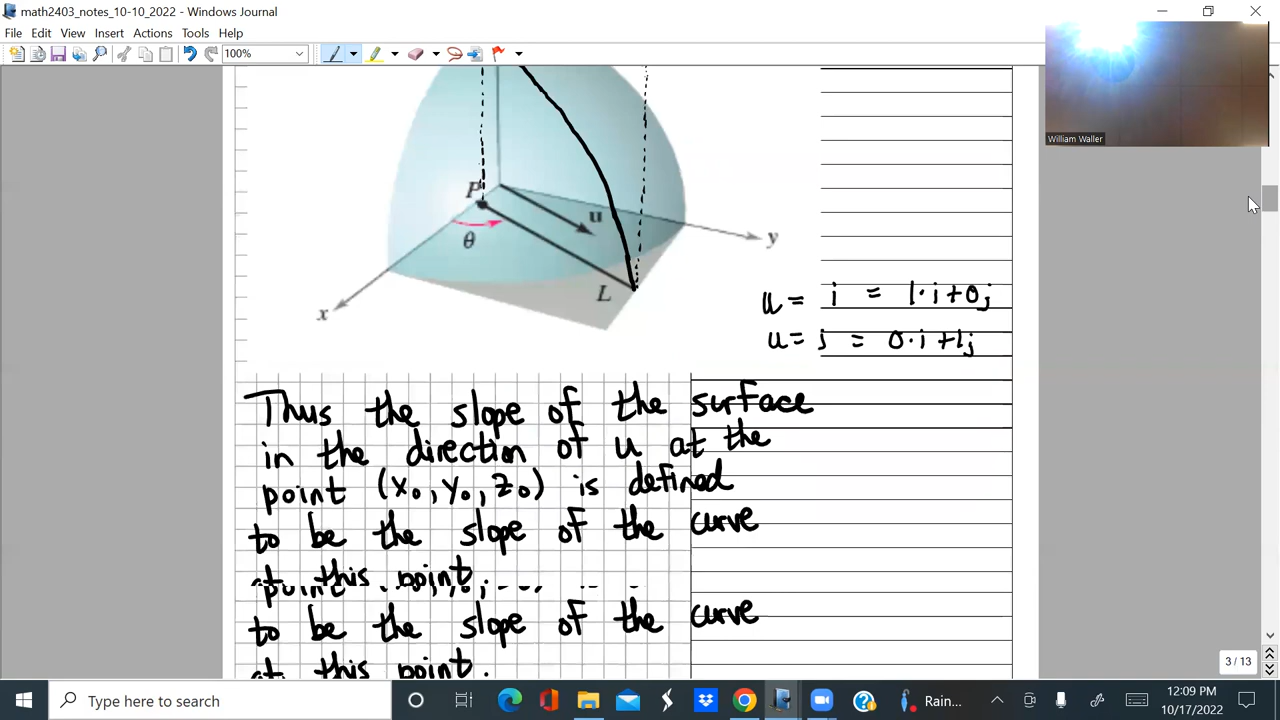 math2403_notes_10-10_2022 - Windows Journal
File Edit View Insert Actions Tools Help
100%
William Waller
P
u
θ
y
L
x
u = i = 1·i+0j
u = j = 0·i+1j
Thus the slope of the surface
in the direction of u at the
point (x₀, y₀, z₀) is defined
to be the slope of the curve
at this point
point
to be the slope of the curve
at this point.
3 / 13
Type here to search
Rain...
12:09 PM
10/17/2022